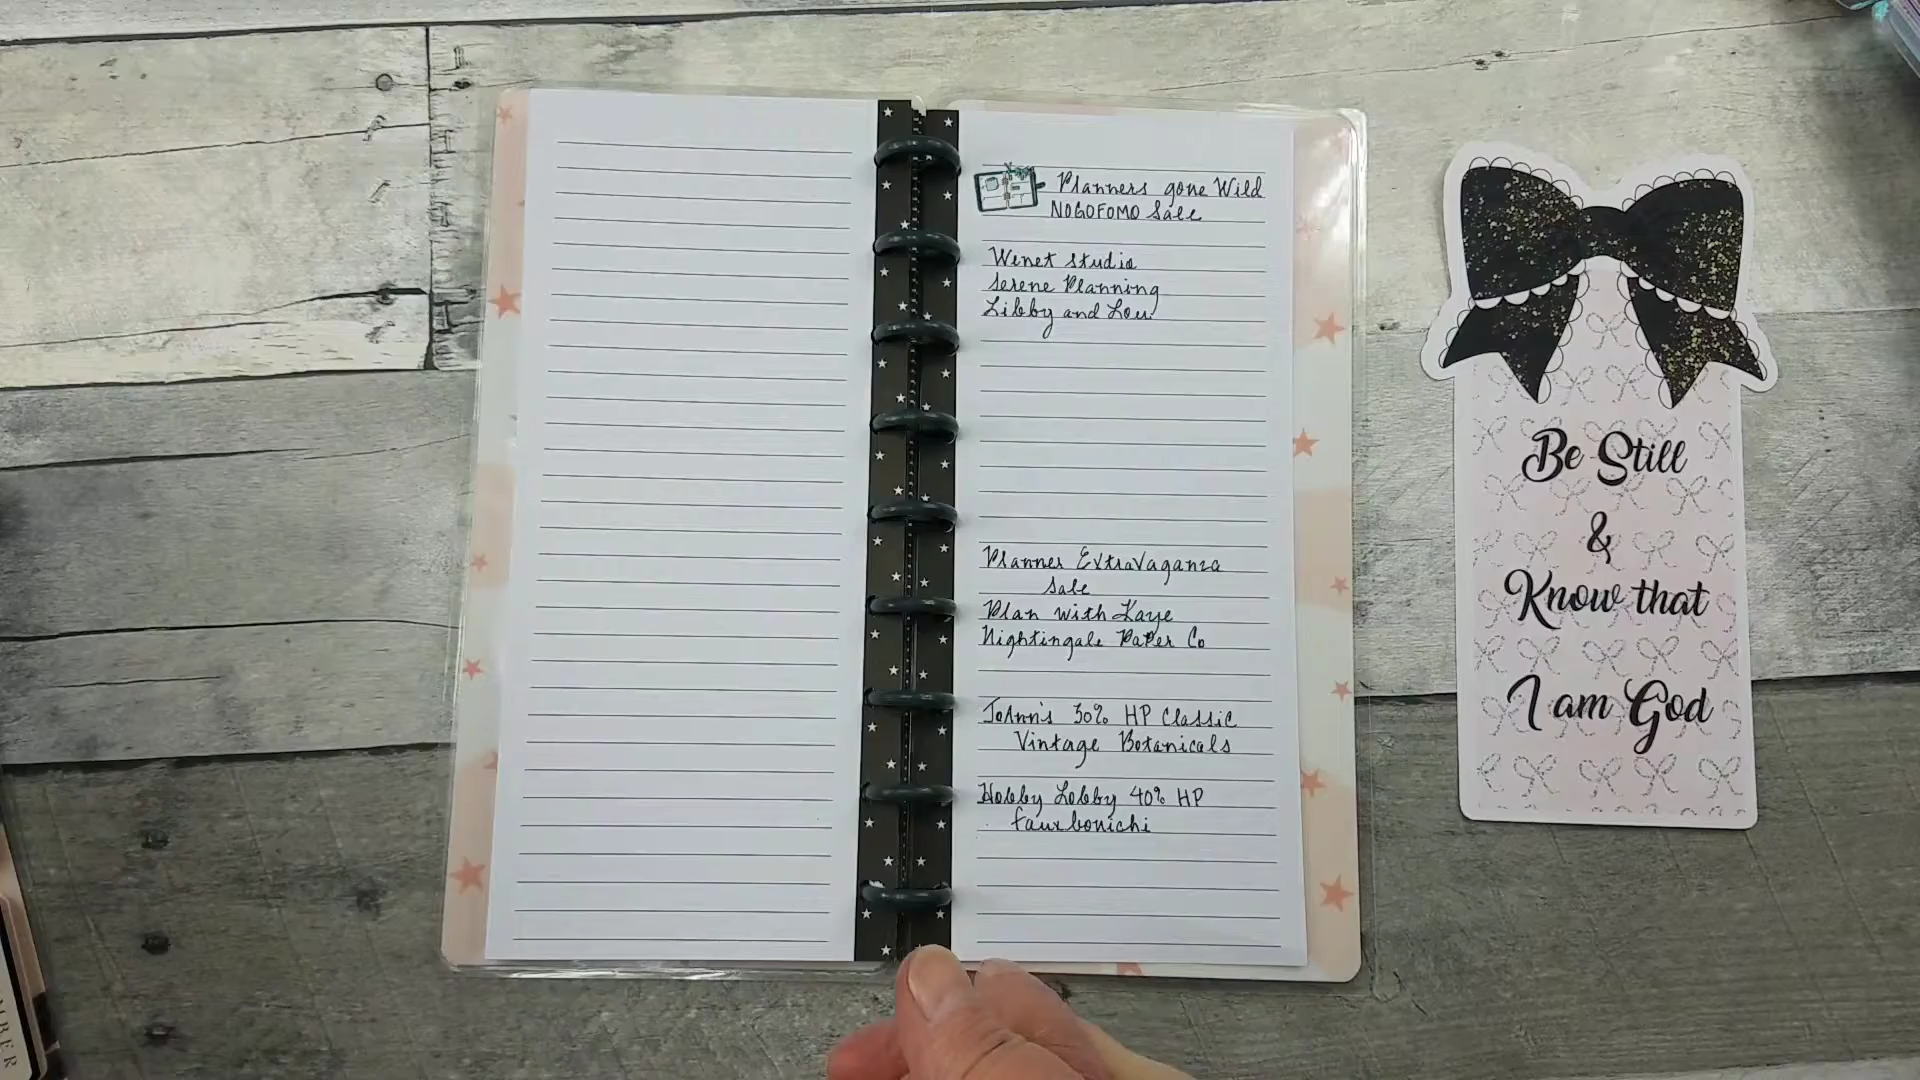 Planners gone Wild
NOGOFOMO Sale
Wenet Studio
Serene Planning
Libby and Lou
Planner Extravaganza
Sale
Plan with Kaye
Nightingale Paper Co
JoAnn's 30% HP Classic
Vintage Botanicals
Hobby Lobby 40% HP
fauxbonichi
Be Still
&
Know that
I am God